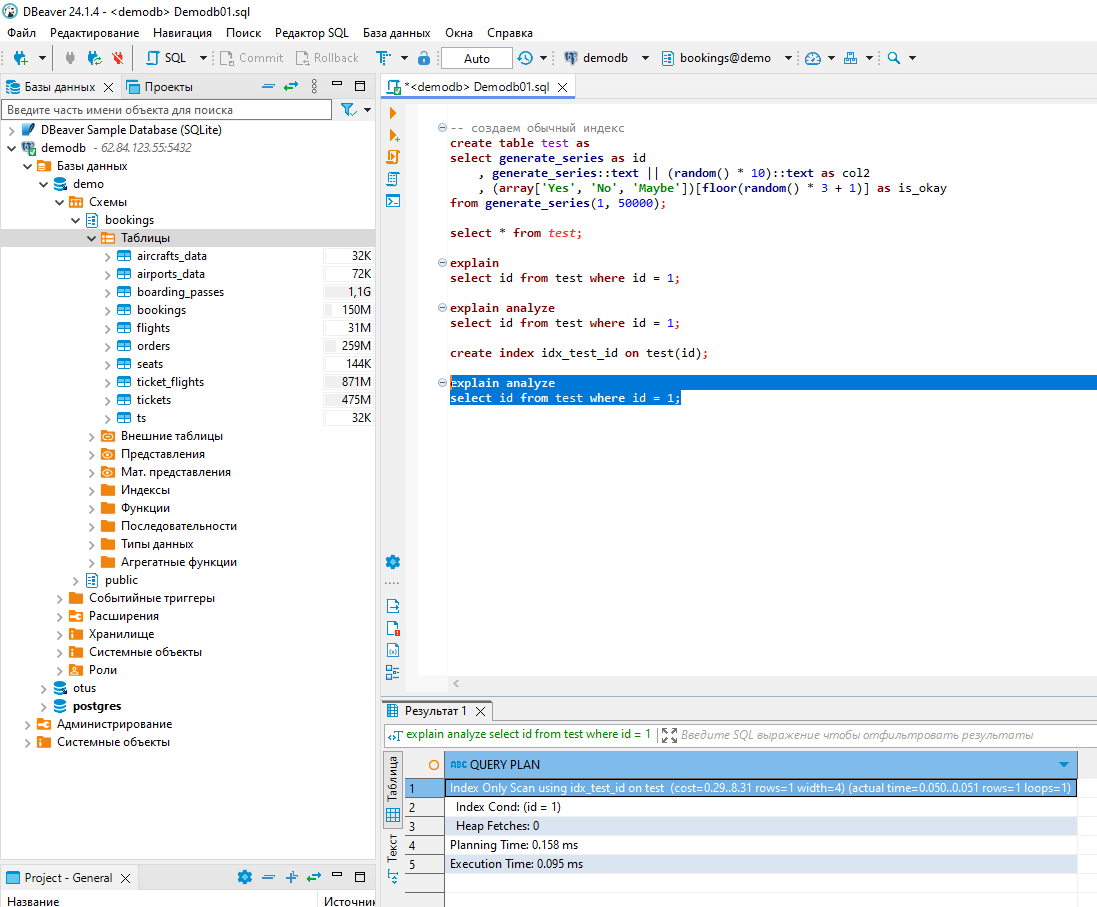 DBeaver 24.1.4 - <demodb> Demodb01.sql
Файл Редактирование Навигация Поиск Редактор SQL База данных Окна Справка
SQL Commit Rollback Auto demodb bookings@demo
Базы данных Проекты
Введите часть имени объекта для поиска
DBeaver Sample Database (SQLite)
demodb - 62.84.123.55:5432
Базы данных
demo
Схемы
bookings
Таблицы
aircrafts_data 32K
airports_data 72K
boarding_passes 1,1G
bookings 150M
flights 31M
orders 259M
seats 144K
ticket_flights 871M
tickets 475M
ts 32K
Внешние таблицы
Представления
Мат. представления
Индексы
Функции
Последовательности
Типы данных
Агрегатные функции
public
Событийные триггеры
Расширения
Хранилище
Системные объекты
Роли
otus
postgres
Администрирование
Системные объекты
Project - General
Название Источник
*<demodb> Demodb01.sql
-- создаем обычный индекс
create table test as
select generate_series as id
, generate_series::text || (random() * 10)::text as col2
, (array['Yes', 'No', 'Maybe'])[floor(random() * 3 + 1)] as is_okay
from generate_series(1, 50000);
select * from test;
explain
select id from test where id = 1;
explain analyze
select id from test where id = 1;
create index idx_test_id on test(id);
explain analyze
select id from test where id = 1;
Результат 1
explain analyze select id from test where id = 1 Введите SQL выражение чтобы отфильтровать результаты
Таблица
Текст
ABC QUERY PLAN
1 Index Only Scan using idx_test_id on test (cost=0.29..8.31 rows=1 width=4) (actual time=0.050..0.051 rows=1 loops=1)
2 Index Cond: (id = 1)
3 Heap Fetches: 0
4 Planning Time: 0.158 ms
5 Execution Time: 0.095 ms